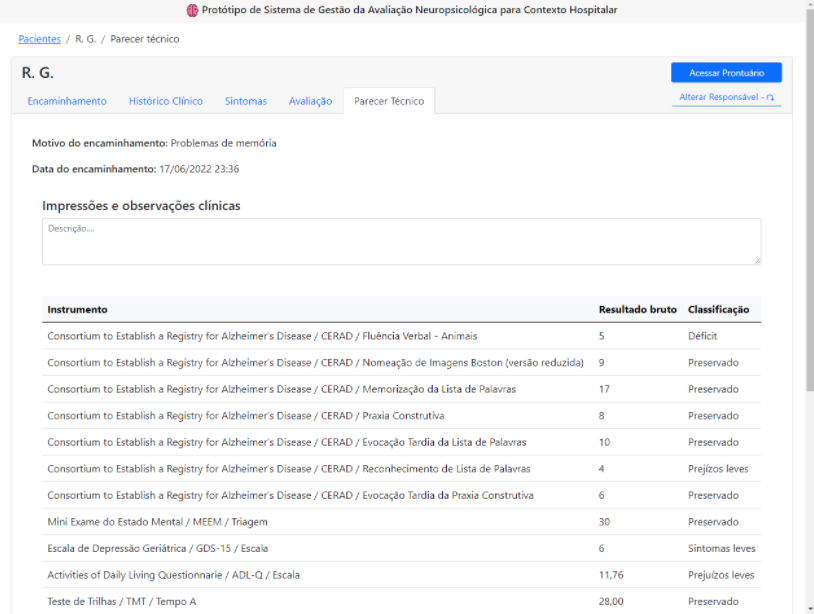 Protótipo de Sistema de Gestão da Avaliação Neuropsicológica para Contexto Hospitalar
Pacientes / R. G. / Parecer técnico
R. G.
Acessar Prontuário
Alterar Responsável -
Encaminhamento Histórico Clínico Sintomas Avaliação Parecer Técnico
Motivo do encaminhamento: Problemas de memória
Data do encaminhamento: 17/06/2022 23:36
Impressões e observações clínicas
Descrição....
Instrumento Resultado bruto Classificação
Consortium to Establish a Registry for Alzheimer's Disease / CERAD / Fluência Verbal - Animais 5 Déficit
Consortium to Establish a Registry for Alzheimer's Disease / CERAD / Nomeação de Imagens Boston (versão reduzida) 9 Preservado
Consortium to Establish a Registry for Alzheimer's Disease / CERAD / Memorização da Lista de Palavras 17 Preservado
Consortium to Establish a Registry for Alzheimer's Disease / CERAD / Praxia Construtiva 8 Preservado
Consortium to Establish a Registry for Alzheimer's Disease / CERAD / Evocação Tardia da Lista de Palavras 10 Preservado
Consortium to Establish a Registry for Alzheimer's Disease / CERAD / Reconhecimento de Lista de Palavras 4 Prejízos leves
Consortium to Establish a Registry for Alzheimer's Disease / CERAD / Evocação Tardia da Praxia Construtiva 6 Preservado
Mini Exame do Estado Mental / MEEM / Triagem 30 Preservado
Escala de Depressão Geriátrica / GDS-15 / Escala 6 Sintomas leves
Activities of Daily Living Questionnarie / ADL-Q / Escala 11,76 Prejuízos leves
Teste de Trilhas / TMT / Tempo A 28,00 Preservado